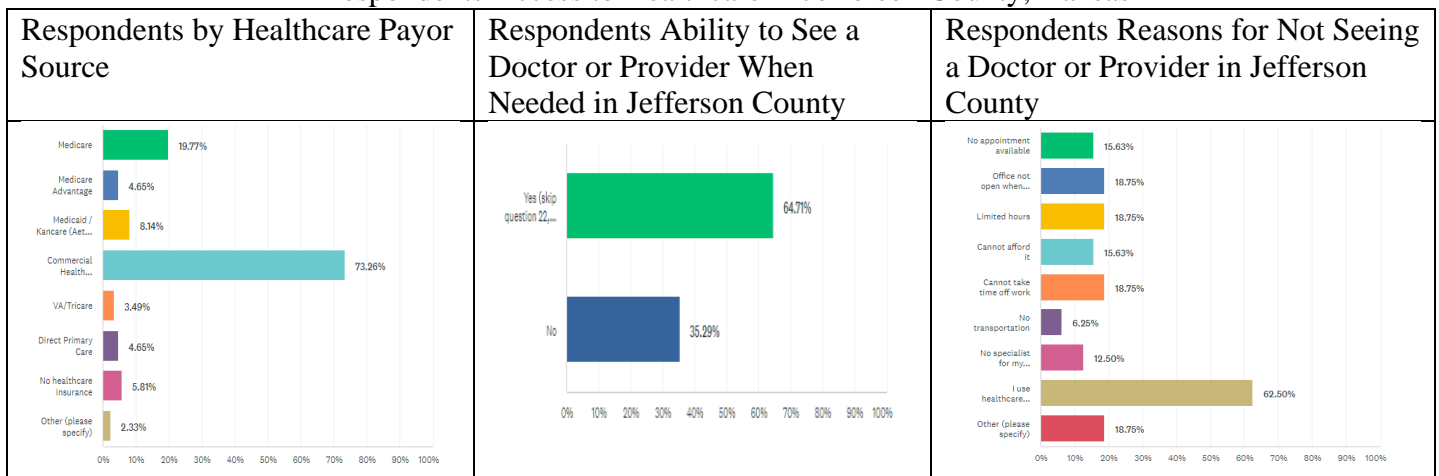 Respondents by Healthcare Payor
Source
Respondents Ability to See a
Doctor or Provider When
Needed in Jefferson County
Respondents Reasons for Not Seeing
a Doctor or Provider in Jefferson
County
Medicare
19.77%
Medicare
Advantage
4.65%
Medicaid /
Kancare (Aet...
8.14%
Commercial
Health...
73.26%
VA/Tricare
3.49%
Direct Primary
Care
4.65%
No healthcare
insurance
5.81%
Other (please
specify)
2.33%
0% 10% 20% 30% 40% 50% 60% 70% 80% 90% 100%
Yes (skip
question 22,...
64.71%
No
35.29%
0% 10% 20% 30% 40% 50% 60% 70% 80% 90% 100%
No appointment
available
15.63%
Office not
open when...
18.75%
Limited hours
18.75%
Cannot afford
it
15.63%
Cannot take
time off work
18.75%
No
transportation
6.25%
No specialist
for my...
12.50%
I use
healthcare...
62.50%
Other (please
specify)
18.75%
0% 10% 20% 30% 40% 50% 60% 70% 80% 90% 100%